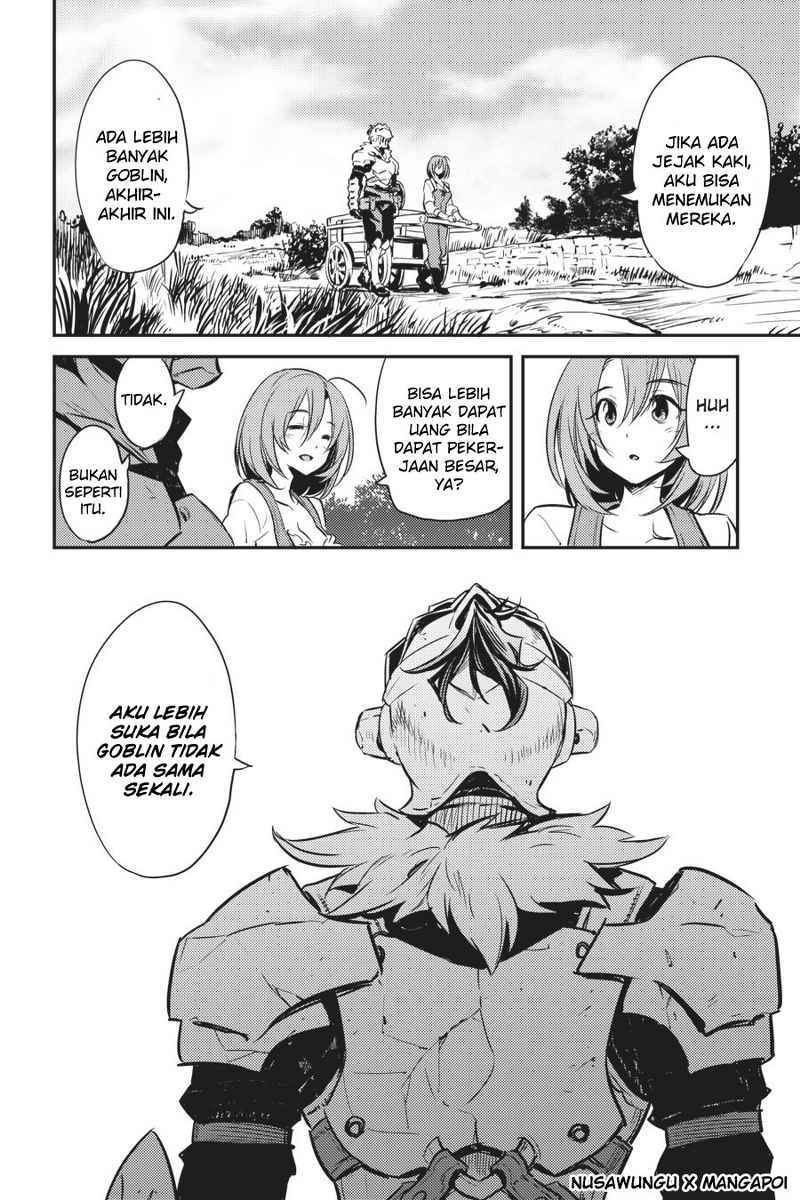 JIKA ADA
JEJAK KAKI,
AKU BISA
MENEMUKAN
MEREKA.
ADA LEBIH
BANYAK
GOBLIN,
AKHIR-
AKHIR INI.
HUH
...
BISA LEBIH
BANYAK DAPAT
UANG BILA
DAPAT PEKER-
JAAN BESAR,
YA?
TIDAK.
BUKAN
SEPERTI
ITU.
AKU LEBIH
SUKA BILA
GOBLIN TIDAK
ADA SAMA
SEKALI.
NUSAWUNGU X MANGAPOI